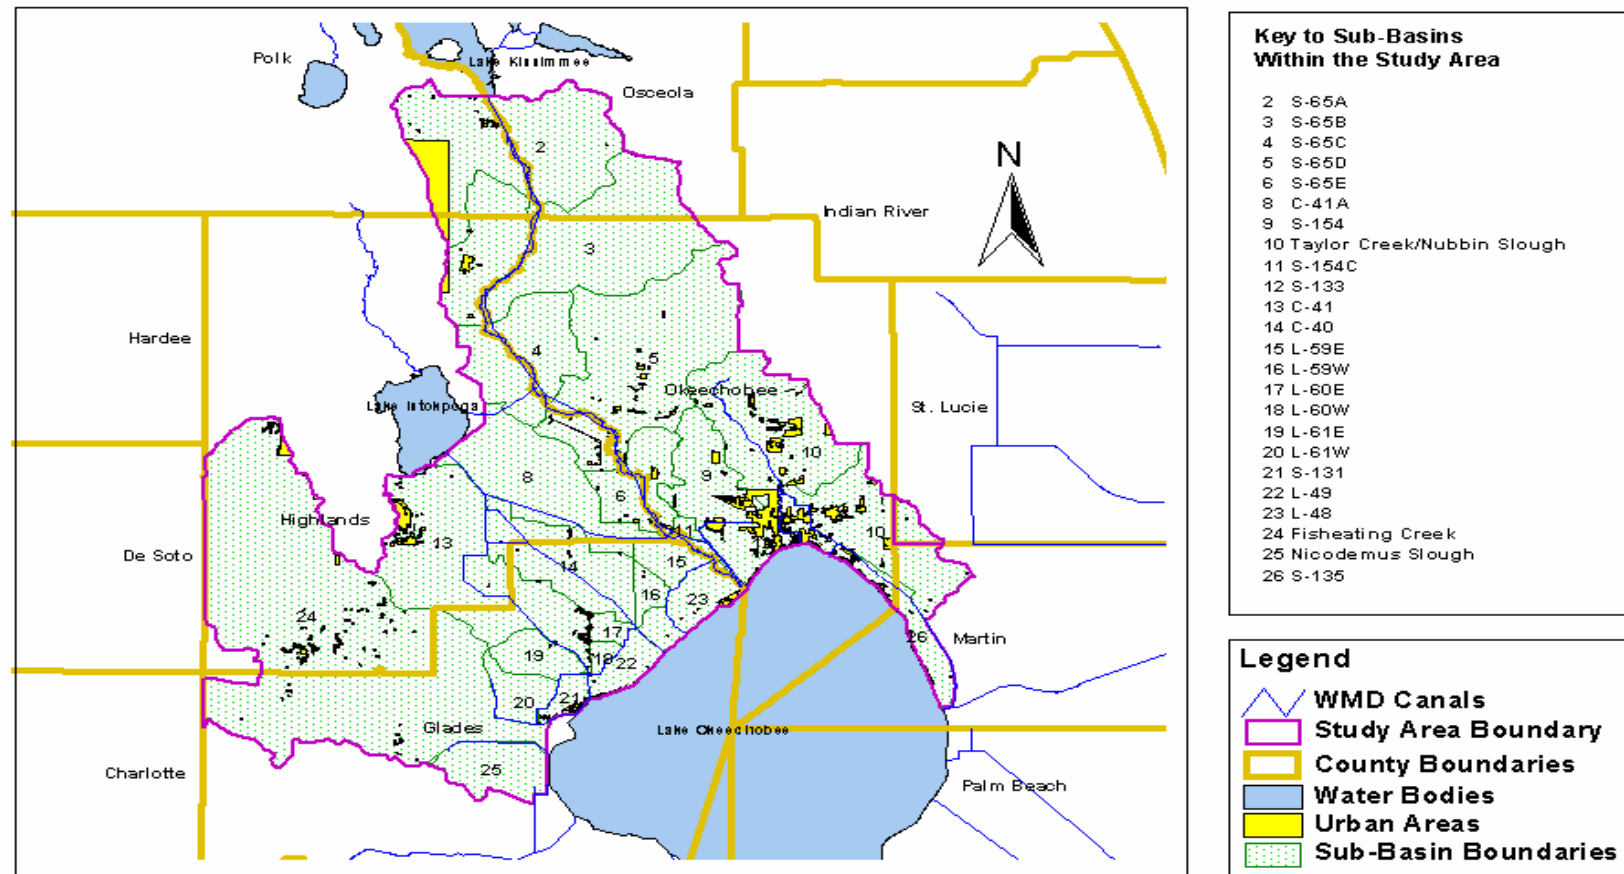 Polk
Lake Kissimmee
Osceola
2
N
Indian River
3
Hardee
4
5
Okeechobee
Lake Istokpoga
St. Lucie
10
8
9
6
Highlands
11
10
De Soto
13
14
15
16
23
24
17
26
Martin
19
18
22
20
21
Glades
Lake Okeechobee
25
Charlotte
Palm Beach
Key to Sub-Basins
Within the Study Area
2 S-65A
3 S-65B
4 S-65C
5 S-65D
6 S-65E
8 C-41A
9 S-154
10 Taylor Creek/Nubbin Slough
11 S-154C
12 S-133
13 C-41
14 C-40
15 L-59E
16 L-59W
17 L-60E
18 L-60W
19 L-61E
20 L-61W
21 S-131
22 L-49
23 L-48
24 Fisheating Creek
25 Nicodemus Slough
26 S-135
Legend
WMD Canals
Study Area Boundary
County Boundaries
Water Bodies
Urban Areas
Sub-Basin Boundaries